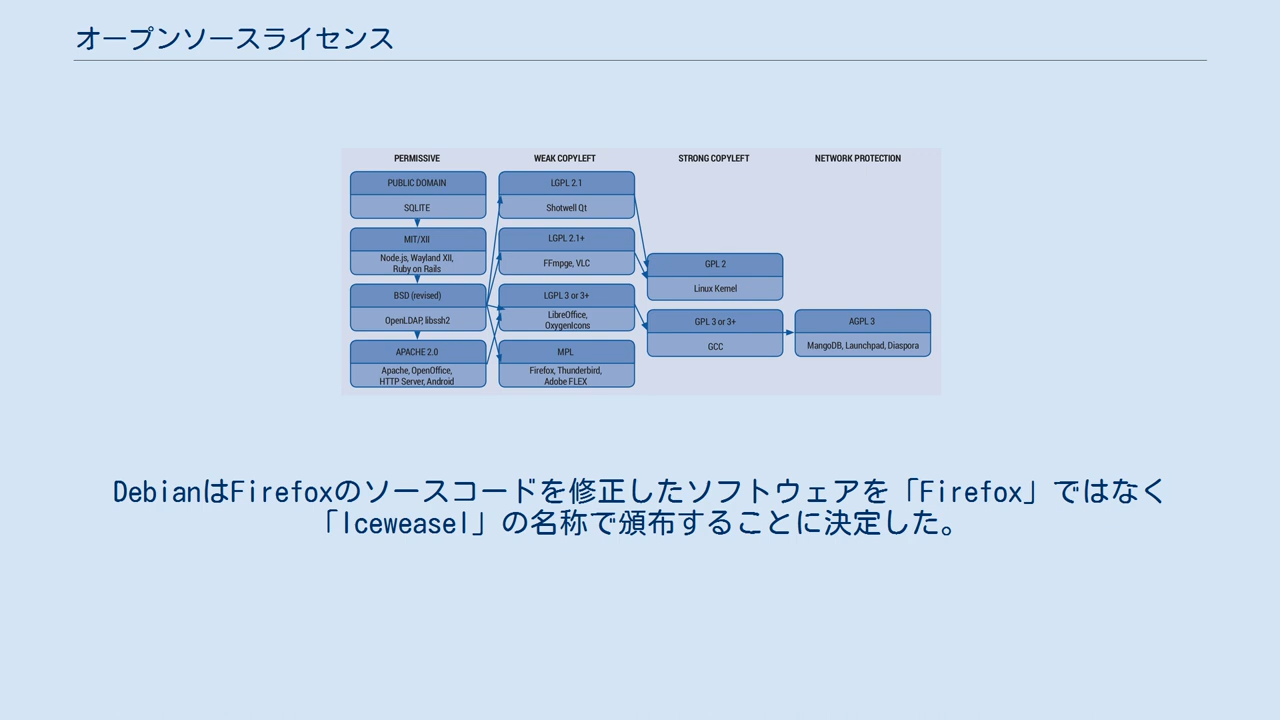 オープンソースライセンス
PERMISSIVE
WEAK COPYLEFT
STRONG COPYLEFT
NETWORK PROTECTION
PUBLIC DOMAIN
SQLITE
MIT/XII
Node.js, Wayland XII,
Ruby on Rails
BSD (revised)
OpenLDAP, libssh2
APACHE 2.0
Apache, OpenOffice,
HTTP Server, Android
LGPL 2.1
Shotwell Qt
LGPL 2.1+
FFmpge, VLC
LGPL 3 or 3+
LibreOffice,
OxygenIcons
MPL
Firefox, Thunderbird,
Adobe FLEX
GPL 2
Linux Kernel
GPL 3 or 3+
GCC
AGPL 3
MangoDB, Launchpad, Diaspora
DebianはFirefoxのソースコードを修正したソフトウェアを「Firefox」ではなく
「Iceweasel」の名称で頒布することに決定した。